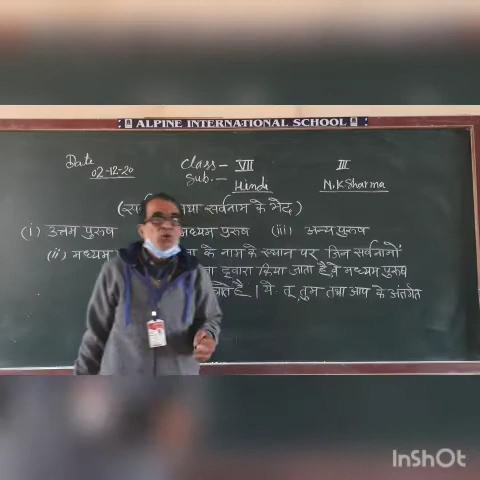 ALPINE INTERNATIONAL SCHOOL
Date 02-12-20 Class- VII III
Sub.- Hindi N.K Sharma
सर्वनाम के भेद )
(i) उत्तम पुरुष मध्यम पुरुष (iii) अन्य पुरुष
(ii) मध्यम के नाम के स्थान पर जिन सर्वनामों
द्वारा किया जाता है, वे मध्यम पुरुष
है । ये तू, तुम तथा आप के अंतर्गत
InShOt